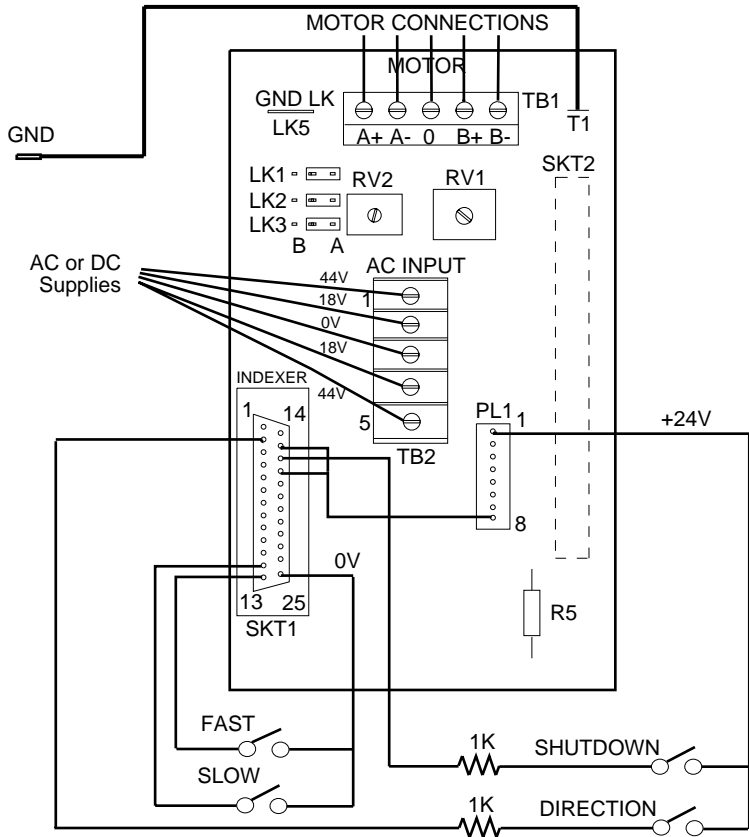 MOTOR CONNECTIONS
MOTOR
GND LK
LK5
TB1
A+ A- 0 B+ B-
T1
GND
SKT2
LK1
LK2
LK3
B A
RV2
RV1
AC or DC
Supplies
AC INPUT
44V
1
18V
0V
18V
44V
5
TB2
INDEXER
1
14
PL1
1
+24V
8
0V
13 25
SKT1
R5
FAST
SLOW
1K
SHUTDOWN
1K
DIRECTION